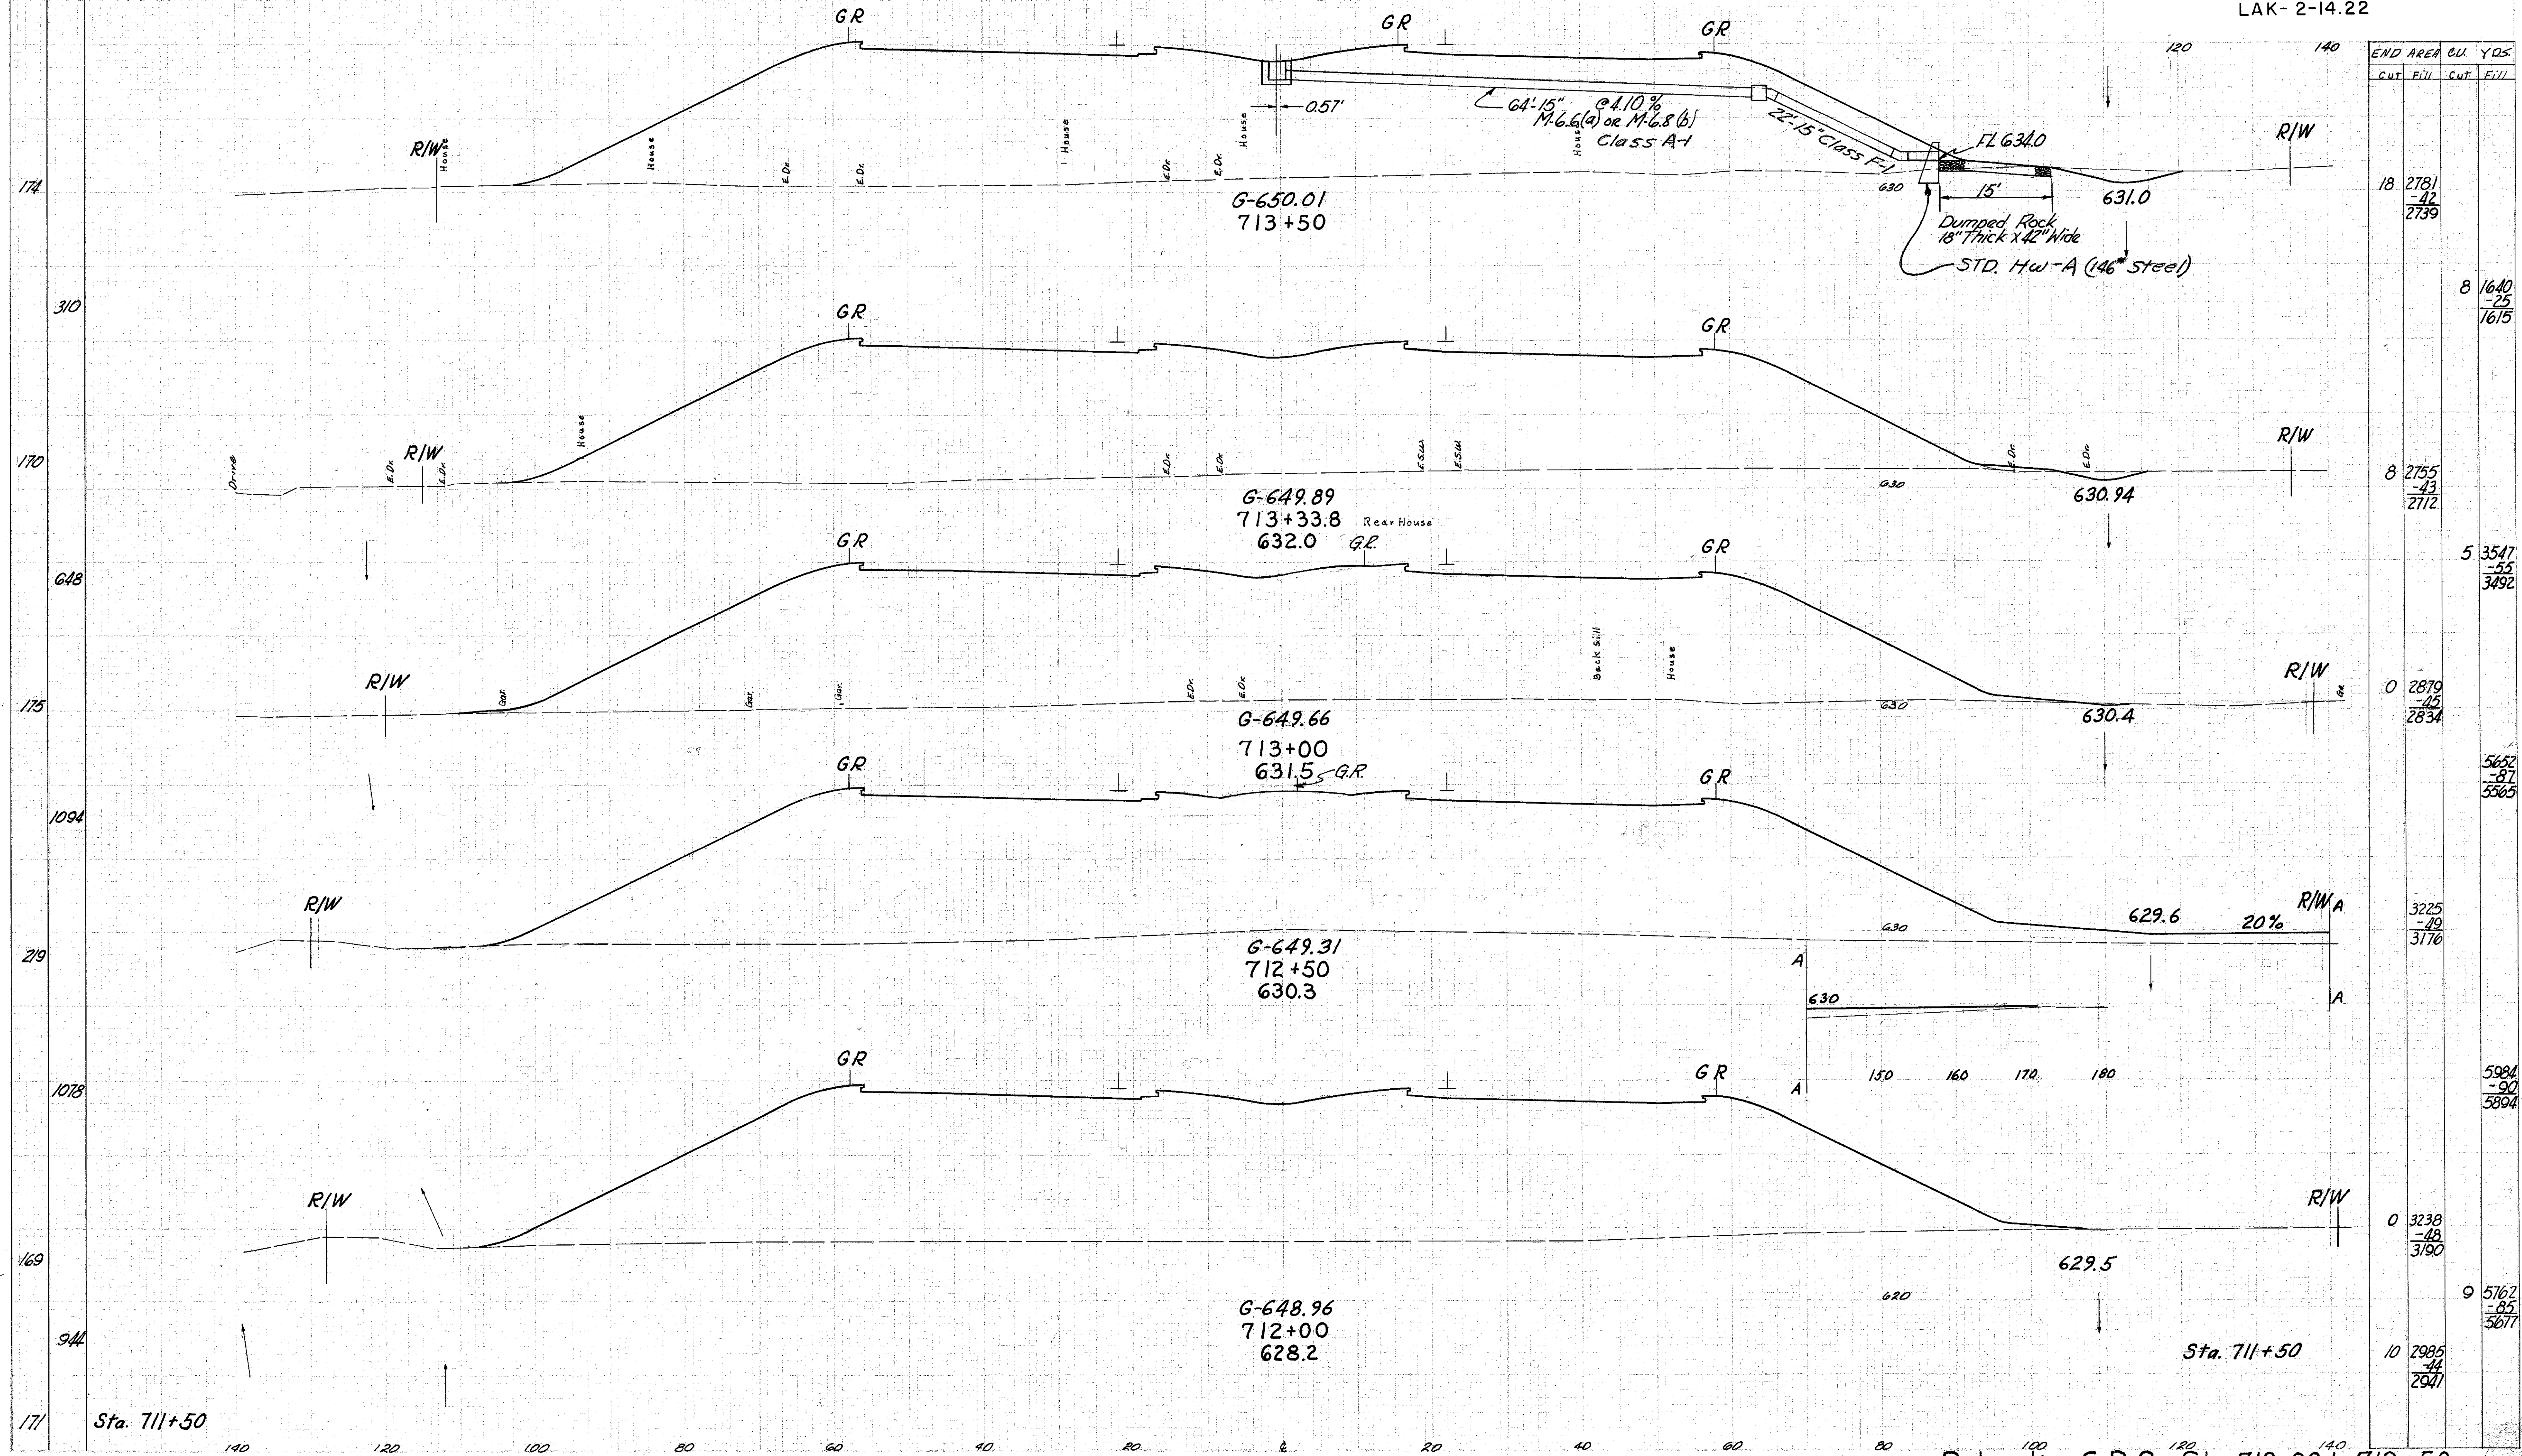 LAK-2-14.22
END AREA CU. YDS.
Cut Fill Cut Fill
120 140
GR GR GR
0.57'
64'-15" @4.10%
M-6.6(a) or M-6.8(b)
Class A-1
22'-15" Class F-1
FL 634.0
R/W House House E.Dr. E.Dr. House E.Dr. E.Dr. House House R/W
174
G-650.01
713+50
630
15'
631.0
18 2781
-42
2739
Dumped Rock
18" Thick x 42" Wide
STD. HW-A (146# Steel)
310
8 1640
-25
1615
GR GR
Drive E.Dr. R/W E.Dr. House E.Dr. E.Dr. E.S.W. E.S.W. E.Dr. E.Dr. R/W
170
630
630.94
8 2755
-43
2712
G-649.89
713+33.8 Rear House
632.0 G.R.
GR GR
648
5 3547
-55
3492
R/W Gar. Gar. Gar. E.Dr. E.Dr. Back Sill House R/W
175
630
630.4
0 2879
-45
2834
G-649.66
713+00
631.5 G.R.
GR GR
1094
5652
-87
5565
R/W
R/W A
629.6 20%
630
219
3225
-49
3176
G-649.31
712+50
630.3
A
630
A
150 160 170 180
A
GR GR
1078
5984
-90
5894
R/W R/W
169
629.5
0 3238
-48
3190
620
G-648.96
712+00
628.2
9 5762
-85
5677
944
Sta. 711+50
10 2985
-44
2941
171 Sta. 711+50
140 120 100 80 60 40 20 ℄ 20 40 60 80 100 120 140